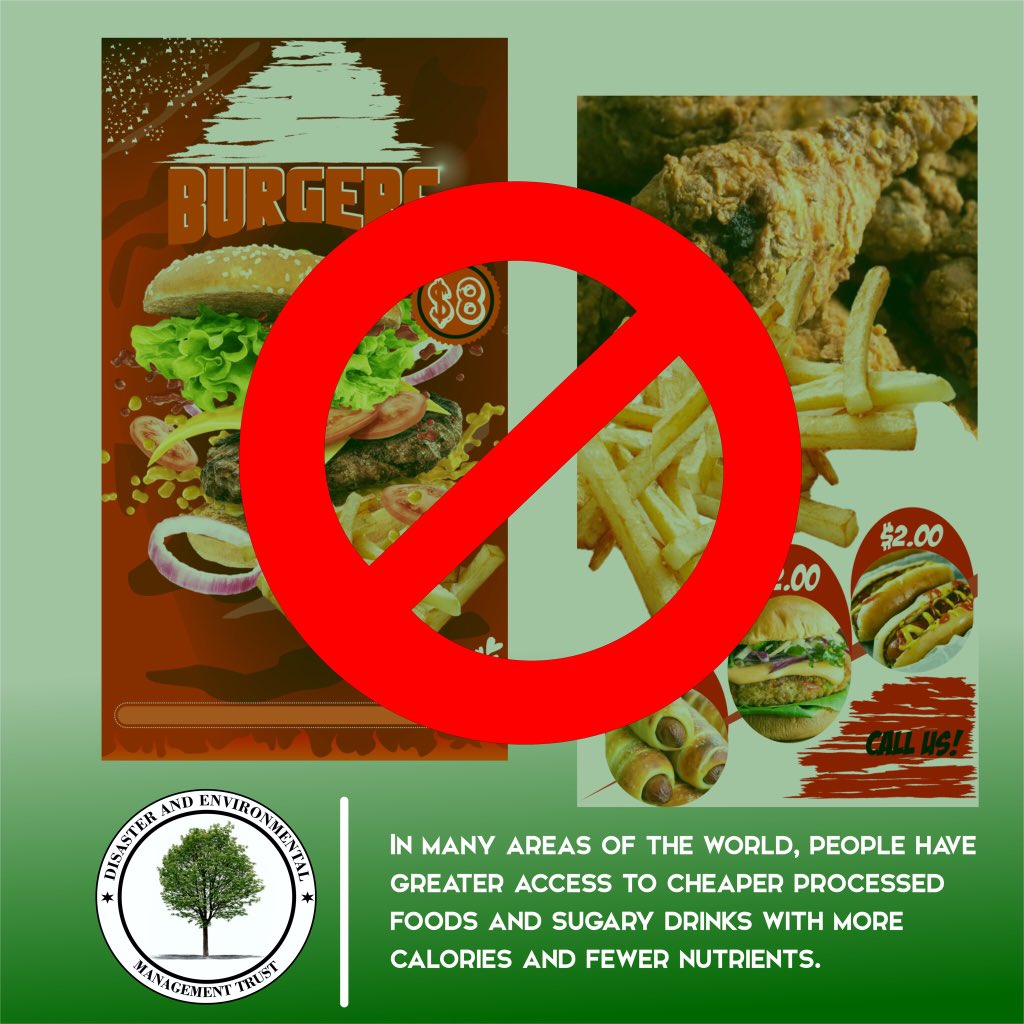 BURGERS
$8
$2.00
2.00
CALL US!
DISASTER AND ENVIRONMENTAL
MANAGEMENT TRUST
IN MANY AREAS OF THE WORLD, PEOPLE HAVE
GREATER ACCESS TO CHEAPER PROCESSED
FOODS AND SUGARY DRINKS WITH MORE
CALORIES AND FEWER NUTRIENTS.